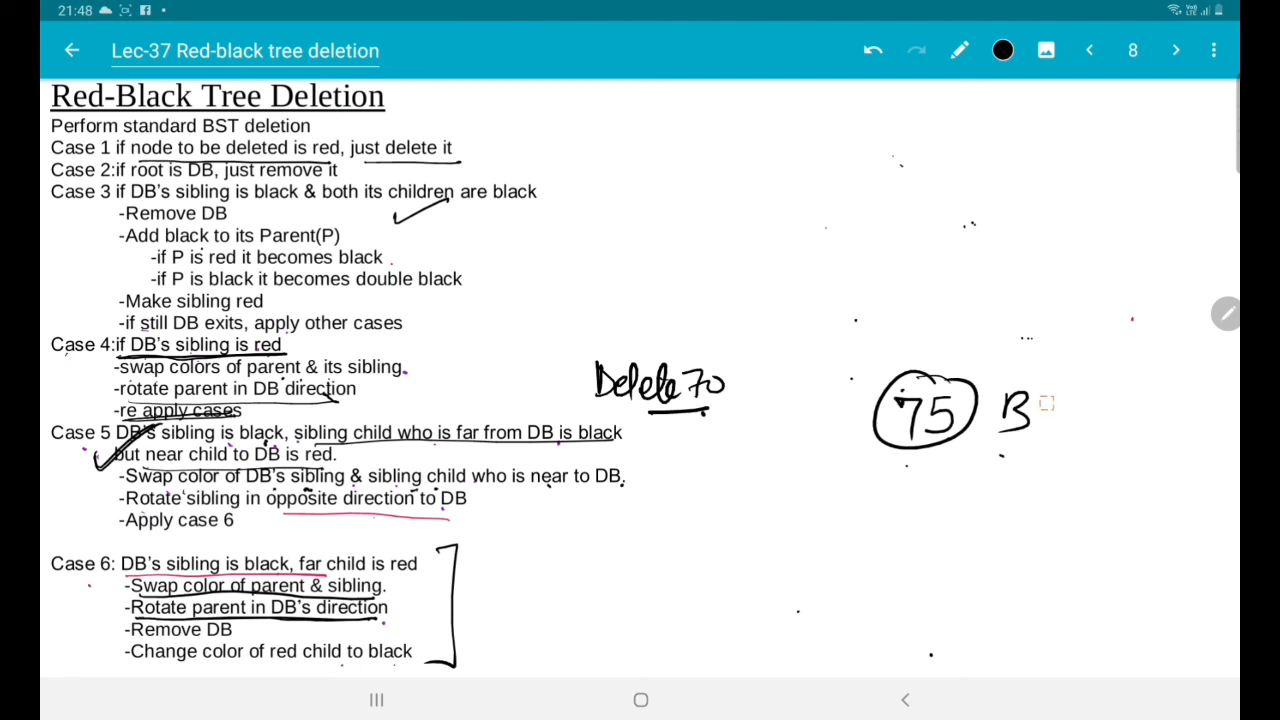 21:48
Lec-37 Red-black tree deletion
8
Red-Black Tree Deletion
Perform standard BST deletion
Case 1 if node to be deleted is red, just delete it
Case 2:if root is DB, just remove it
Case 3 if DB's sibling is black & both its children are black
-Remove DB
-Add black to its Parent(P)
-if P is red it becomes black
-if P is black it becomes double black
-Make sibling red
-if still DB exits, apply other cases
Case 4:if DB's sibling is red
-swap colors of parent & its sibling.
-rotate parent in DB direction
-re apply cases
Delete 70
75 B
Case 5 DB's sibling is black, sibling child who is far from DB is black
but near child to DB is red.
-Swap color of DB's sibling & sibling child who is near to DB.
-Rotate sibling in opposite direction to DB
-Apply case 6
Case 6: DB's sibling is black, far child is red
-Swap color of parent & sibling.
-Rotate parent in DB's direction
-Remove DB
-Change color of red child to black